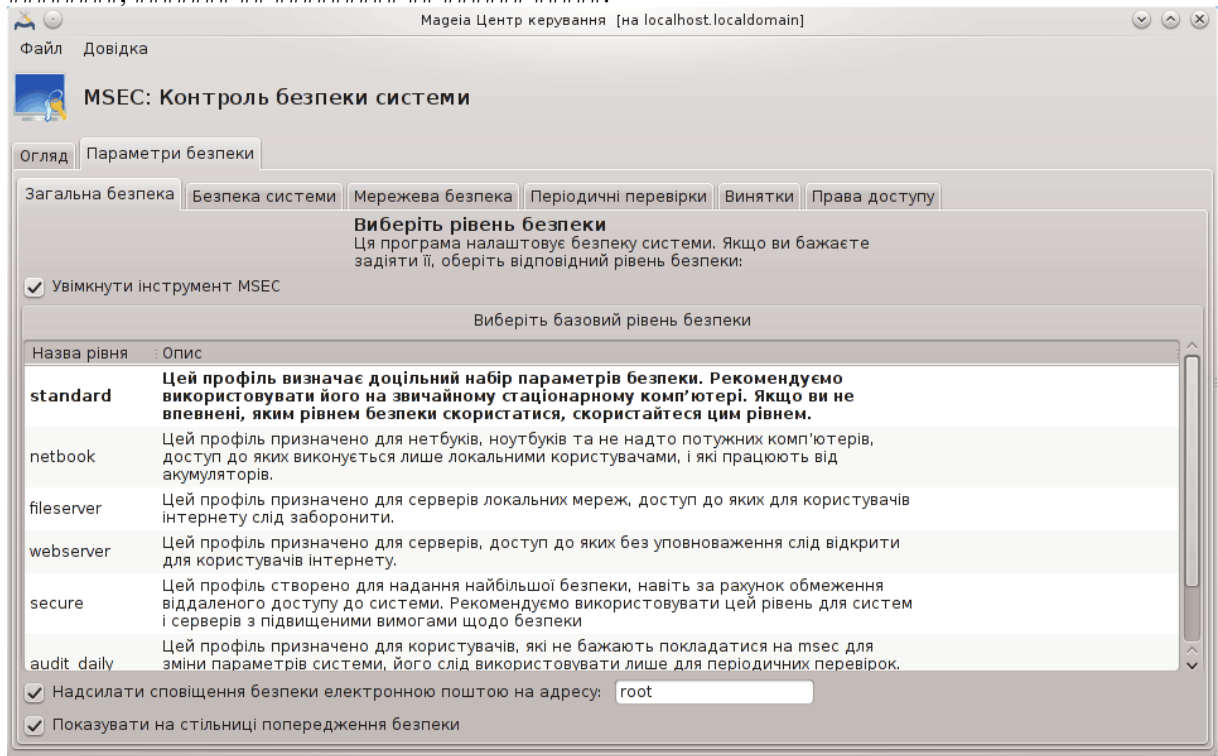 Mageia Центр керування [на localhost.localdomain]
Файл Довідка
MSEC: Контроль безпеки системи
Огляд Параметри безпеки
Загальна безпека Безпека системи Мережева безпека Періодичні перевірки Винятки Права доступу
Виберіть рівень безпеки
Ця програма налаштовує безпеку системи. Якщо ви бажаєте
задіяти її, оберіть відповідний рівень безпеки:
Увімкнути інструмент MSEC
Виберіть базовий рівень безпеки
Назва рівня Опис
standard
Цей профіль визначає доцільний набір параметрів безпеки. Рекомендуємо
використовувати його на звичайному стаціонарному комп’ютері. Якщо ви не
впевнені, яким рівнем безпеки скористатися, скористайтеся цим рівнем.
netbook
Цей профіль призначено для нетбуків, ноутбуків та не надто потужних комп'ютерів,
доступ до яких виконується лише локальними користувачами, і які працюють від
акумуляторів.
fileserver
Цей профіль призначено для серверів локальних мереж, доступ до яких для користувачів
інтернету слід заборонити.
webserver
Цей профіль призначено для серверів, доступ до яких без уповноваження слід відкрити
для користувачів інтернету.
secure
Цей профіль створено для надання найбільшої безпеки, навіть за рахунок обмеження
віддаленого доступу до системи. Рекомендуємо використовувати цей рівень для систем
і серверів з підвищеними вимогами щодо безпеки
audit_daily
Цей профіль призначено для користувачів, які не бажають покладатися на msec для
зміни параметрів системи, його слід використовувати лише для періодичних перевірок.
Надсилати сповіщення безпеки електронною поштою на адресу: root
Показувати на стільниці попередження безпеки